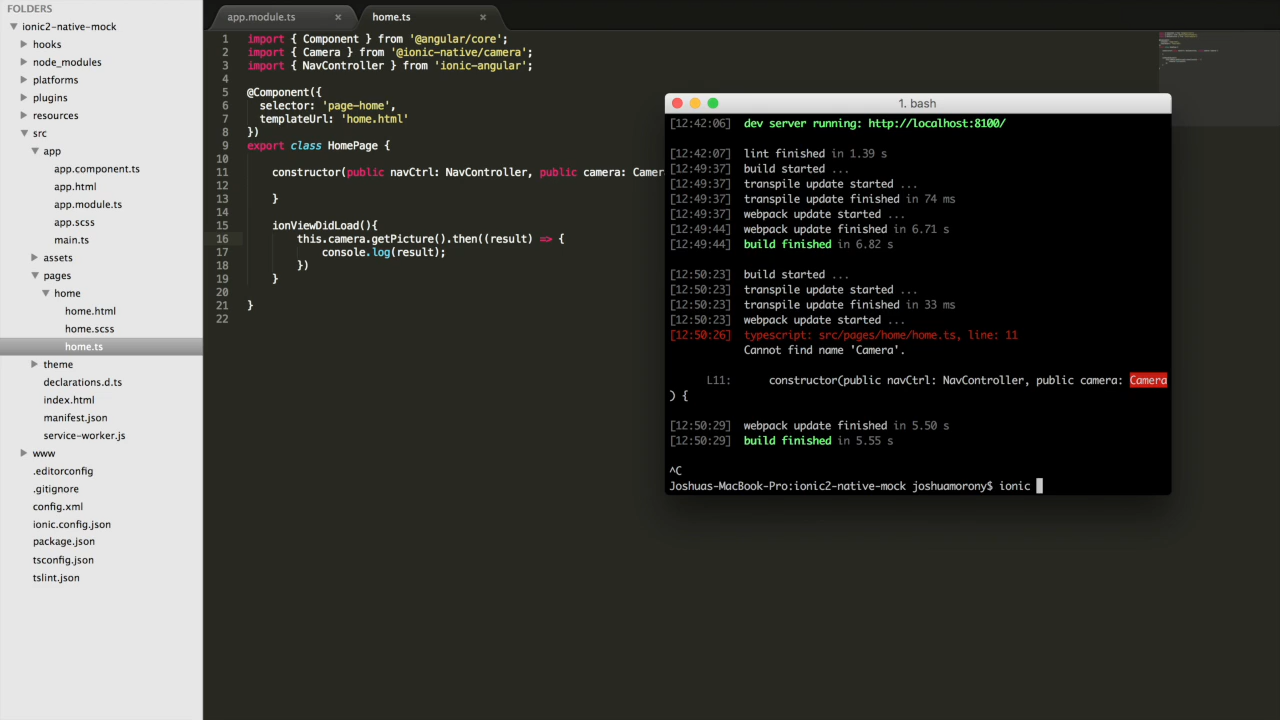 FOLDERS
ionic2-native-mock
hooks
node_modules
platforms
plugins
resources
src
app
app.component.ts
app.html
app.module.ts
app.scss
main.ts
assets
pages
home
home.html
home.scss
home.ts
theme
declarations.d.ts
index.html
manifest.json
service-worker.js
www
.editorconfig
.gitignore
config.xml
ionic.config.json
package.json
tsconfig.json
tslint.json
app.module.ts ×
home.ts ×
1 import { Component } from '@angular/core';
2 import { Camera } from '@ionic-native/camera';
3 import { NavController } from 'ionic-angular';
4
5 @Component({
6 selector: 'page-home',
7 templateUrl: 'home.html'
8 })
9 export class HomePage {
10
11 constructor(public navCtrl: NavController, public camera: Camer
12
13 }
14
15 ionViewDidLoad(){
16 this.camera.getPicture().then((result) => {
17 console.log(result);
18 })
19 }
20
21 }
22
1. bash
[12:42:06] dev server running: http://localhost:8100/
[12:42:07] lint finished in 1.39 s
[12:49:37] build started ...
[12:49:37] transpile update started ...
[12:49:37] transpile update finished in 74 ms
[12:49:37] webpack update started ...
[12:49:44] webpack update finished in 6.71 s
[12:49:44] build finished in 6.82 s
[12:50:23] build started ...
[12:50:23] transpile update started ...
[12:50:23] transpile update finished in 33 ms
[12:50:23] webpack update started ...
[12:50:26] typescript: src/pages/home/home.ts, line: 11
Cannot find name 'Camera'.
L11: constructor(public navCtrl: NavController, public camera: Camera
) {
[12:50:29] webpack update finished in 5.50 s
[12:50:29] build finished in 5.55 s
^C
Joshuas-MacBook-Pro:ionic2-native-mock joshuamorony$ ionic